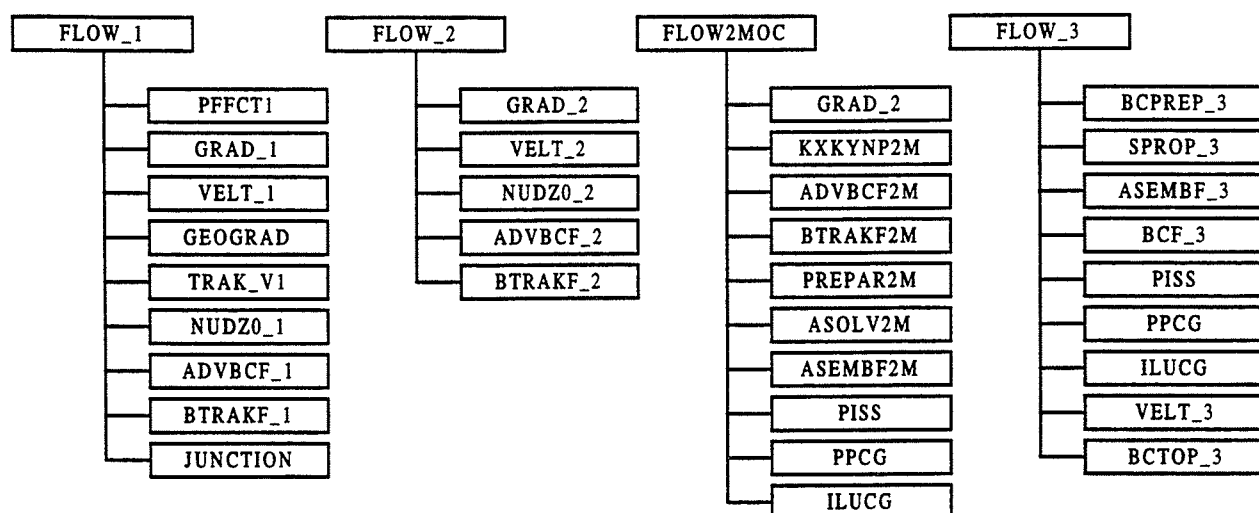 FLOW_1
PFFCT1
GRAD_1
VELT_1
GEOGRAD
TRAK_V1
NUDZ0_1
ADVBCF_1
BTRAKF_1
JUNCTION
FLOW_2
GRAD_2
VELT_2
NUDZ0_2
ADVBCF_2
BTRAKF_2
FLOW2MOC
GRAD_2
KXKYNP2M
ADVBCF2M
BTRAKF2M
PREPAR2M
ASOLV2M
ASEMBF2M
PISS
PPCG
ILUCG
FLOW_3
BCPREP_3
SPROP_3
ASEMBF_3
BCF_3
PISS
PPCG
ILUCG
VELT_3
BCTOP_3